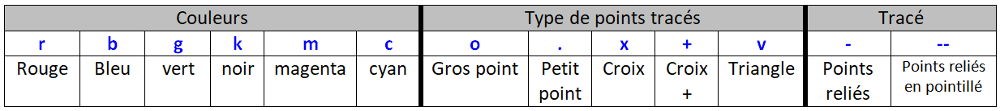 Couleurs Type de points tracés Tracé
r b g k m c o . x + v - --
Rouge Bleu vert noir magenta cyan Gros point Petit point Croix Croix + Triangle Points reliés Points reliés en pointillé